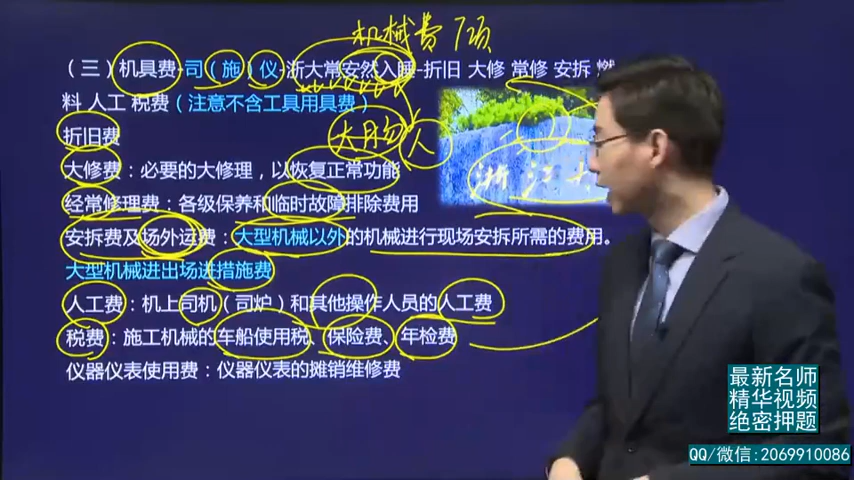 机械费7项
(三)机具费-司(施)仪-浙大常安然入睡-折旧 大修 常修 安拆 燃
料 人工 税费(注意不含工具用具费)
折旧费
大修费：必要的大修理，以恢复正常功能
经常修理费：各级保养和临时故障排除费用
安拆费及场外运费：大型机械以外的机械进行现场安拆所需的费用。
大型机械进出场进措施费
人工费：机上司机（司炉）和其他操作人员的人工费
税费：施工机械的车船使用税、保险费、年检费
仪器仪表使用费：仪器仪表的摊销维修费
人
浙江大
最新名师
精华视频
绝密押题
QQ/微信:2069910086